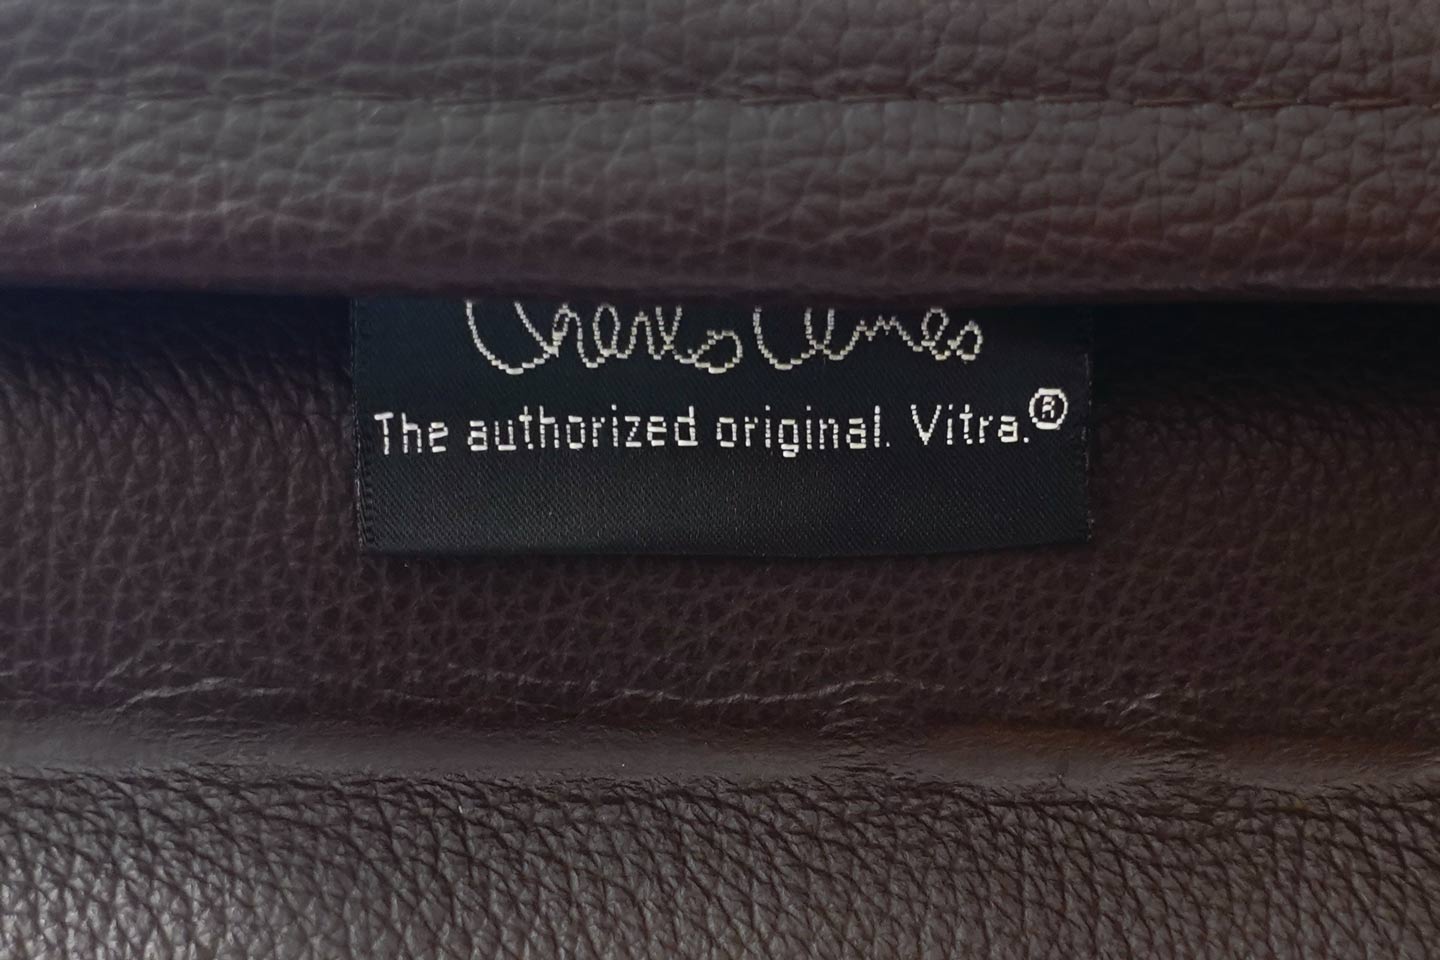 Charles Eames
The authorized original. Vitra.®